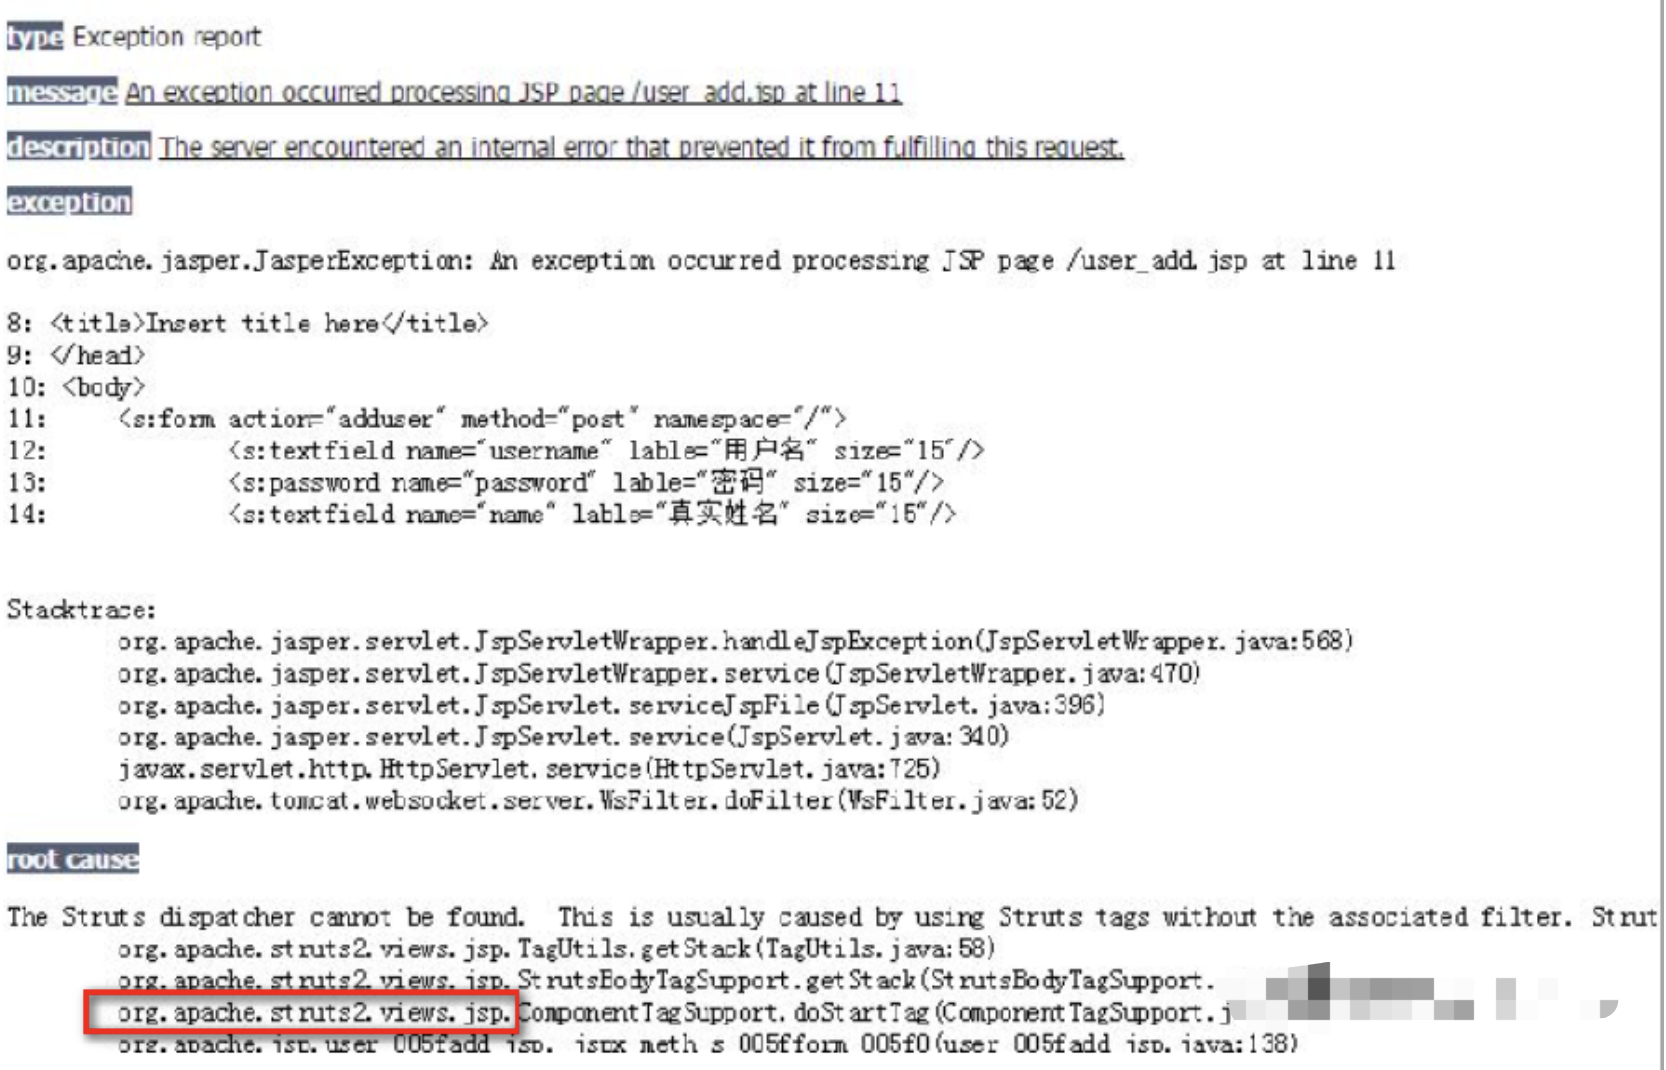 type Exception report
message An exception occurred processing JSP page /user_add.jsp at line 11
description The server encountered an internal error that prevented it from fulfilling this request.
exception
org.apache.jasper.JasperException: An exception occurred processing JSP page /user_add.jsp at line 11
8: <title>Insert title here</title>
9: </head>
10: <body>
11: <s:form action="adduser" method="post" namespace="/">
12: <s:textfield name="username" lable="用户名" size="15"/>
13: <s:password name="password" lable="密码" size="15"/>
14: <s:textfield name="name" lable="真实姓名" size="15"/>
Stacktrace:
org.apache.jasper.servlet.JspServletWrapper.handleJspException(JspServletWrapper.java:568)
org.apache.jasper.servlet.JspServletWrapper.service(JspServletWrapper.java:470)
org.apache.jasper.servlet.JspServlet.serviceJspFile(JspServlet.java:396)
org.apache.jasper.servlet.JspServlet.service(JspServlet.java:340)
javax.servlet.http.HttpServlet.service(HttpServlet.java:725)
org.apache.tomcat.websocket.server.WsFilter.doFilter(WsFilter.java:52)
root cause
The Struts dispatcher cannot be found. This is usually caused by using Struts tags without the associated filter. Strut
org.apache.struts2.views.jsp.TagUtils.getStack(TagUtils.java:58)
org.apache.struts2.views.jsp.StrutsBodyTagSupport.getStack(StrutsBodyTagSupport.
org.apache.struts2.views.jsp.ComponentTagSupport.doStartTag(ComponentTagSupport.j
org.apache.jsp.user_005fadd_jsp._jspx_meth_s_005fform_005f0(user_005fadd_jsp.java:138)